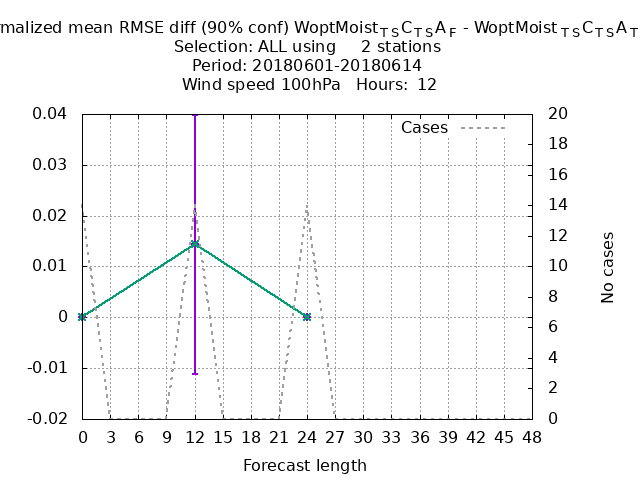 rmalized mean RMSE diff (90% conf) WoptMoist_TSC_TSA_F - WoptMoist_TSC_TSA_T
Selection: ALL using     2 stations
Period: 20180601-20180614
Wind speed 100hPa   Hours:  12
Cases
0.04
0.03
0.02
0.01
0
-0.01
-0.02
20
18
16
14
12
10
8
6
4
2
0
No cases
0 3 6 9 12 15 18 21 24 27 30 33 36 39 42 45 48
Forecast length